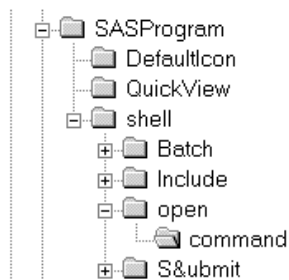 SASProgram
DefaultIcon
QuickView
shell
Batch
Include
open
command
S&ubmit